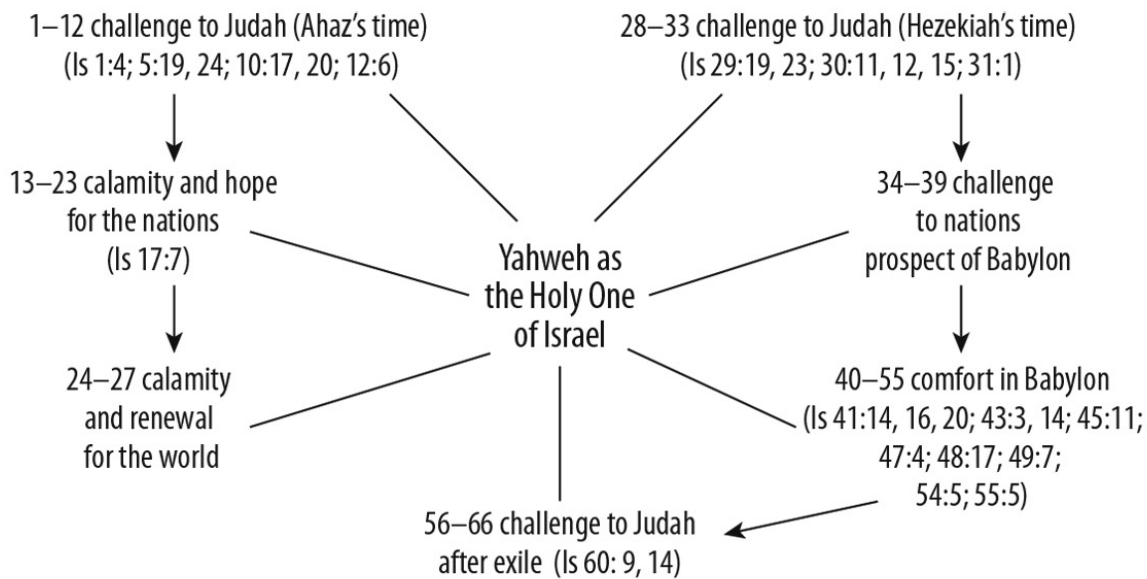 1–12 challenge to Judah (Ahaz's time)
(Is 1:4; 5:19, 24; 10:17, 20; 12:6)
28–33 challenge to Judah (Hezekiah's time)
(Is 29:19, 23; 30:11, 12, 15; 31:1)
13–23 calamity and hope
for the nations
(Is 17:7)
34–39 challenge
to nations
prospect of Babylon
Yahweh as
the Holy One
of Israel
24–27 calamity
and renewal
for the world
40–55 comfort in Babylon
(Is 41:14, 16, 20; 43:3, 14; 45:11;
47:4; 48:17; 49:7;
54:5; 55:5)
56–66 challenge to Judah
after exile (Is 60: 9, 14)